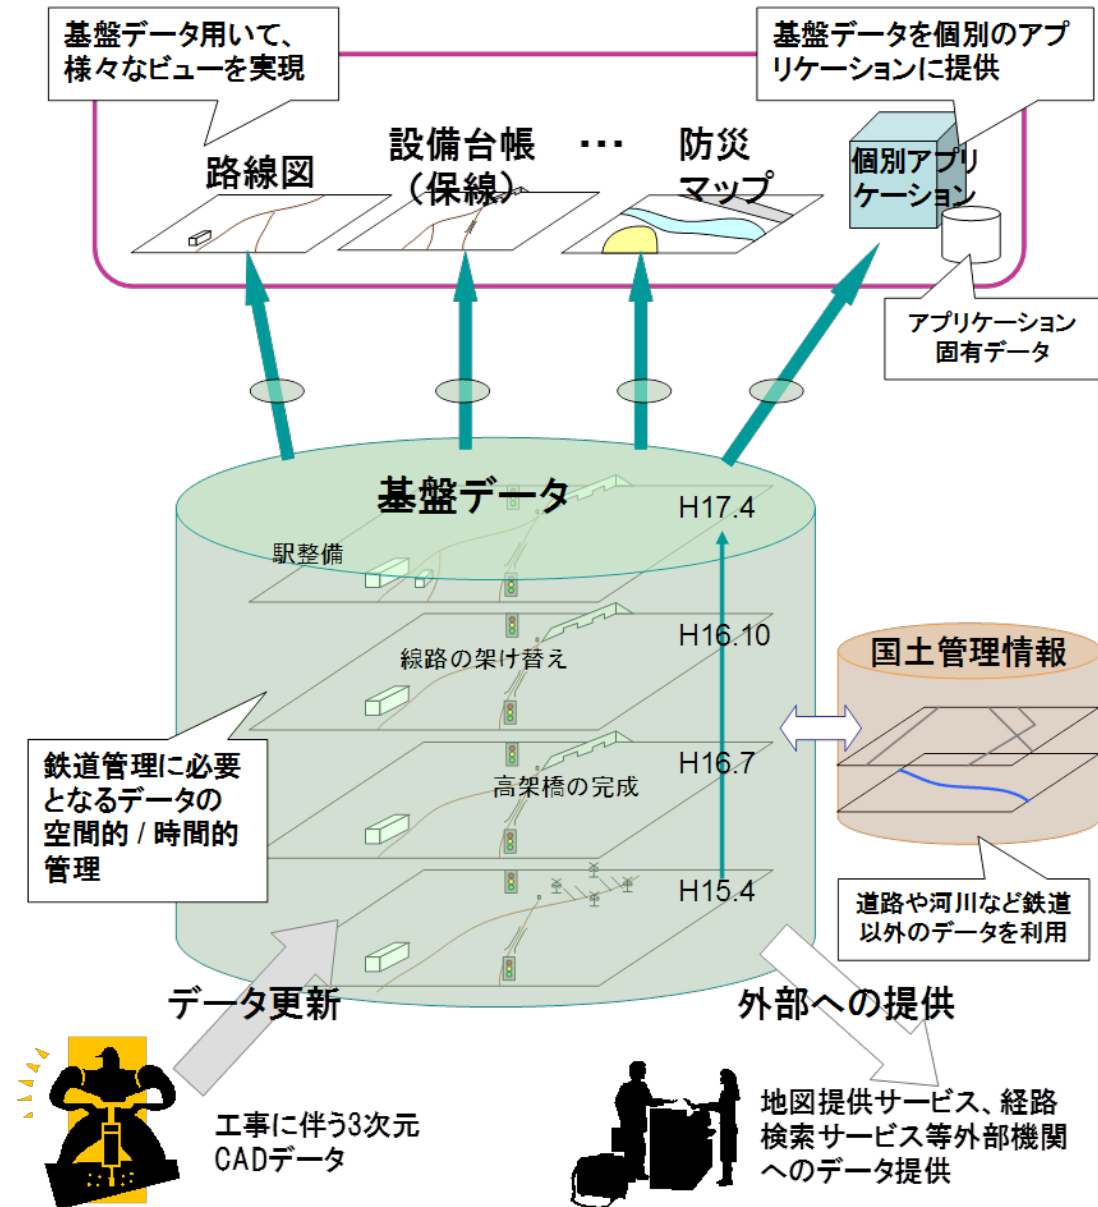 基盤データ用いて、
様々なビューを実現
基盤データを個別のアプ
リケーションに提供
路線図
設備台帳
（保線）
…
防災
マップ
個別アプリ
ケーション
アプリケーション
固有データ
基盤データ
H17.4
駅整備
H16.10
線路の架け替え
国土管理情報
鉄道管理に必要
となるデータの
空間的 / 時間的
管理
H16.7
高架橋の完成
H15.4
道路や河川など鉄道
以外のデータを利用
データ更新
外部への提供
工事に伴う3次元
CADデータ
地図提供サービス、経路
検索サービス等外部機関
へのデータ提供